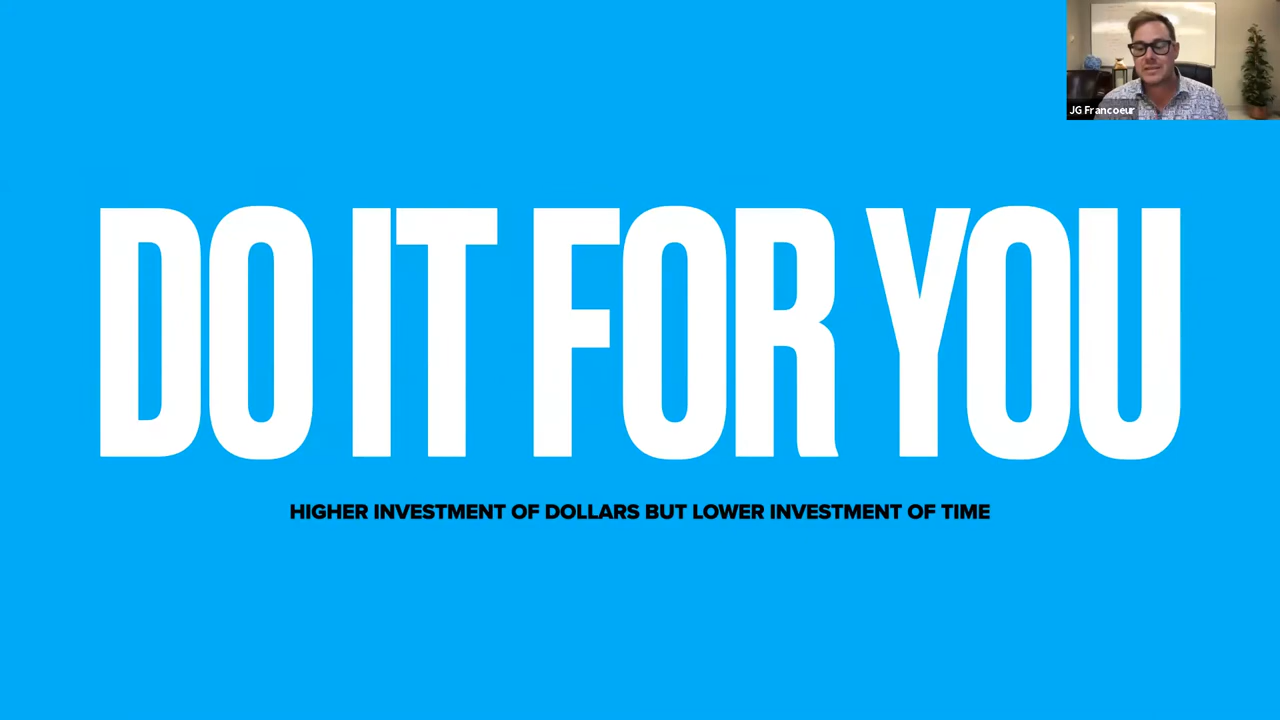 JG Francoeur
DO IT FOR YOU
HIGHER INVESTMENT OF DOLLARS BUT LOWER INVESTMENT OF TIME